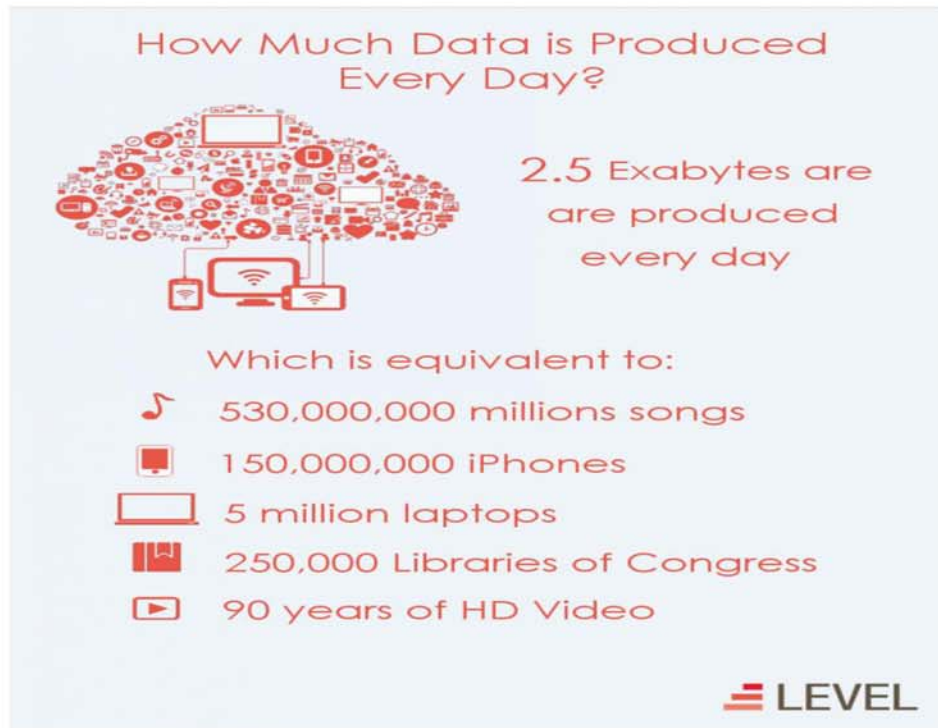 How Much Data is Produced
Every Day?
2.5 Exabytes are
are produced
every day
Which is equivalent to:
530,000,000 millions songs
150,000,000 iPhones
5 million laptops
250,000 Libraries of Congress
90 years of HD Video
LEVEL